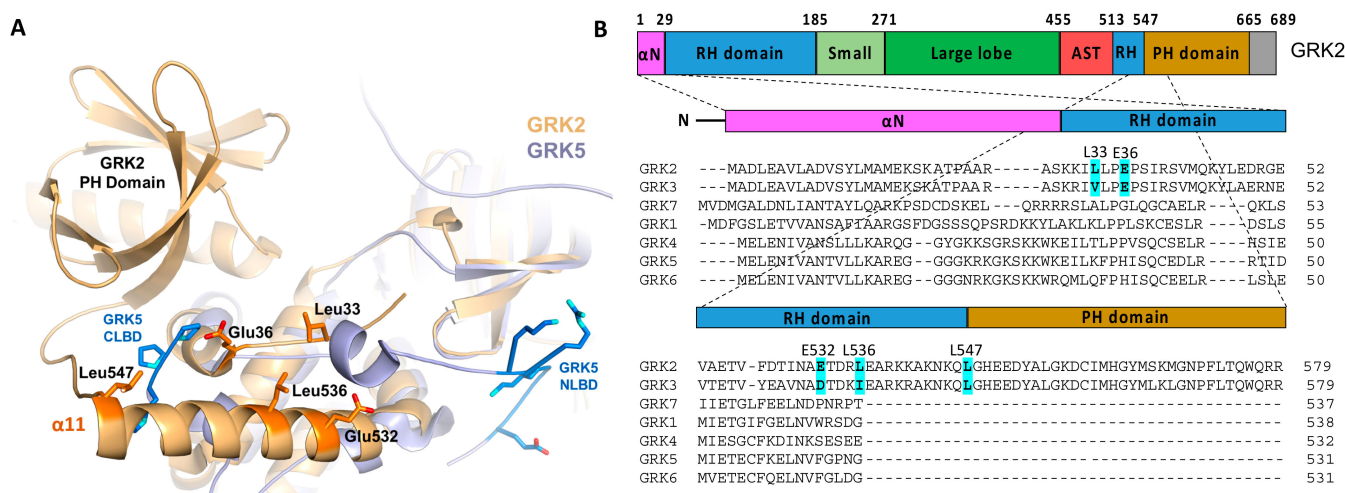 A
GRK2
PH Domain
GRK2
GRK5
GRK5
CLBD
Glu36
Leu33
Leu547
Leu536
Glu532
α11
GRK5
NLBD
B
1 29 185 271 455 513 547 665 689
αN RH domain Small Large lobe AST RH PH domain GRK2
N αN RH domain
L33 E36
GRK2 ----MADLEAVLADVSYLMAMEKSKATPAAR-----ASKKILLPEPSIRSVMQKYLEDRGE 52
GRK3 ----MADLEAVLADVSYLMAMEKSKATPAAR-----ASKRIVLPEPSIRSVMQKYLAERNE 52
GRK7 MVDMGALDNLIANTAYLQARKPSDCDSKEL---QRRRRSLALPGLQGCAELR----QKLS 53
GRK1 -MDFGSLETVVANSAFIAARGSFDGSSSQPSRDKKYLAKLKLPPLSKCESLR----DSLS 55
GRK4 ----MELENIVANSLLLKARQG--GYGKKSGRSKKWKEILTLPPVSQCSELR----HSIE 50
GRK5 ----MELENIVANTVLLKAREG--GGGKRKGKSKKWKEILKFPHISQCEDLR----RTID 50
GRK6 ----MELENIVANTVLLKAREG--GGGNRKGKSKKWRQMLQFPHISQCEELR----LSLE 50
RH domain PH domain
E532 L536 L547
GRK2 VAETV-FDTINAETDRLEARKKAKNKQLGHEEDYALGKDCIMHGYMSKMGNPFLTQWQRR 579
GRK3 VTETV-YEAVNADTDKIEARKRAKNKQLGHEEDYALGKDCIMHGYMLKLGNPFLTQWQRR 579
GRK7 IIETGLFEELNDPNRPT------------------------------------------- 537
GRK1 MIETGIFGELNVWRSDG------------------------------------------- 538
GRK4 MIESGCFKDINKSESEE------------------------------------------- 532
GRK5 MIETECFKELNVFGPNG------------------------------------------- 531
GRK6 MVETECFQELNVFGLDG------------------------------------------- 531